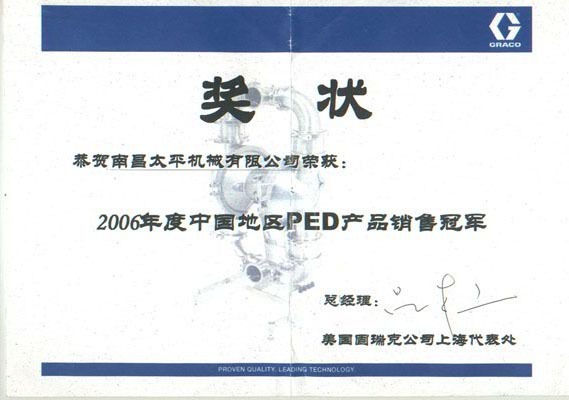 GRACO
奖 状
恭贺南昌太平机械有限公司荣获：
2006年度中国地区PED产品销售冠军
总经理：
美国固瑞克公司上海代表处
PROVEN QUALITY. LEADING TECHNOLOGY.